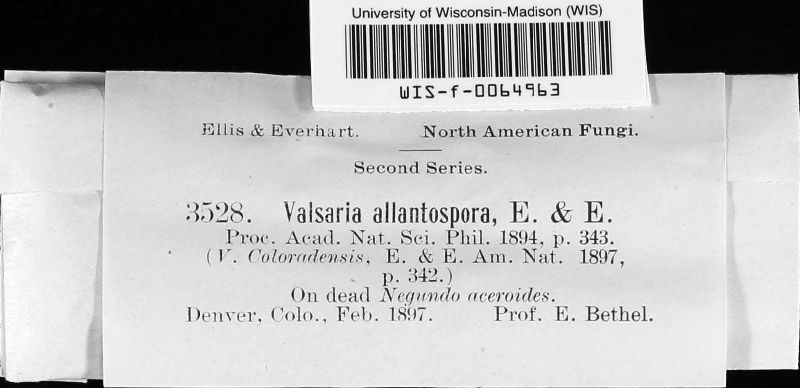 University of Wisconsin-Madison (WIS)
WIS-f-0064963
Ellis & Everhart. North American Fungi.
Second Series.
3528. Valsaria allantospora, E. & E.
Proc. Acad. Nat. Sci. Phil. 1894, p. 343.
(V. Coloradensis, E. & E. Am. Nat. 1897,
p. 342.)
On dead Negundo aceroides.
Denver, Colo., Feb. 1897. Prof. E. Bethel.